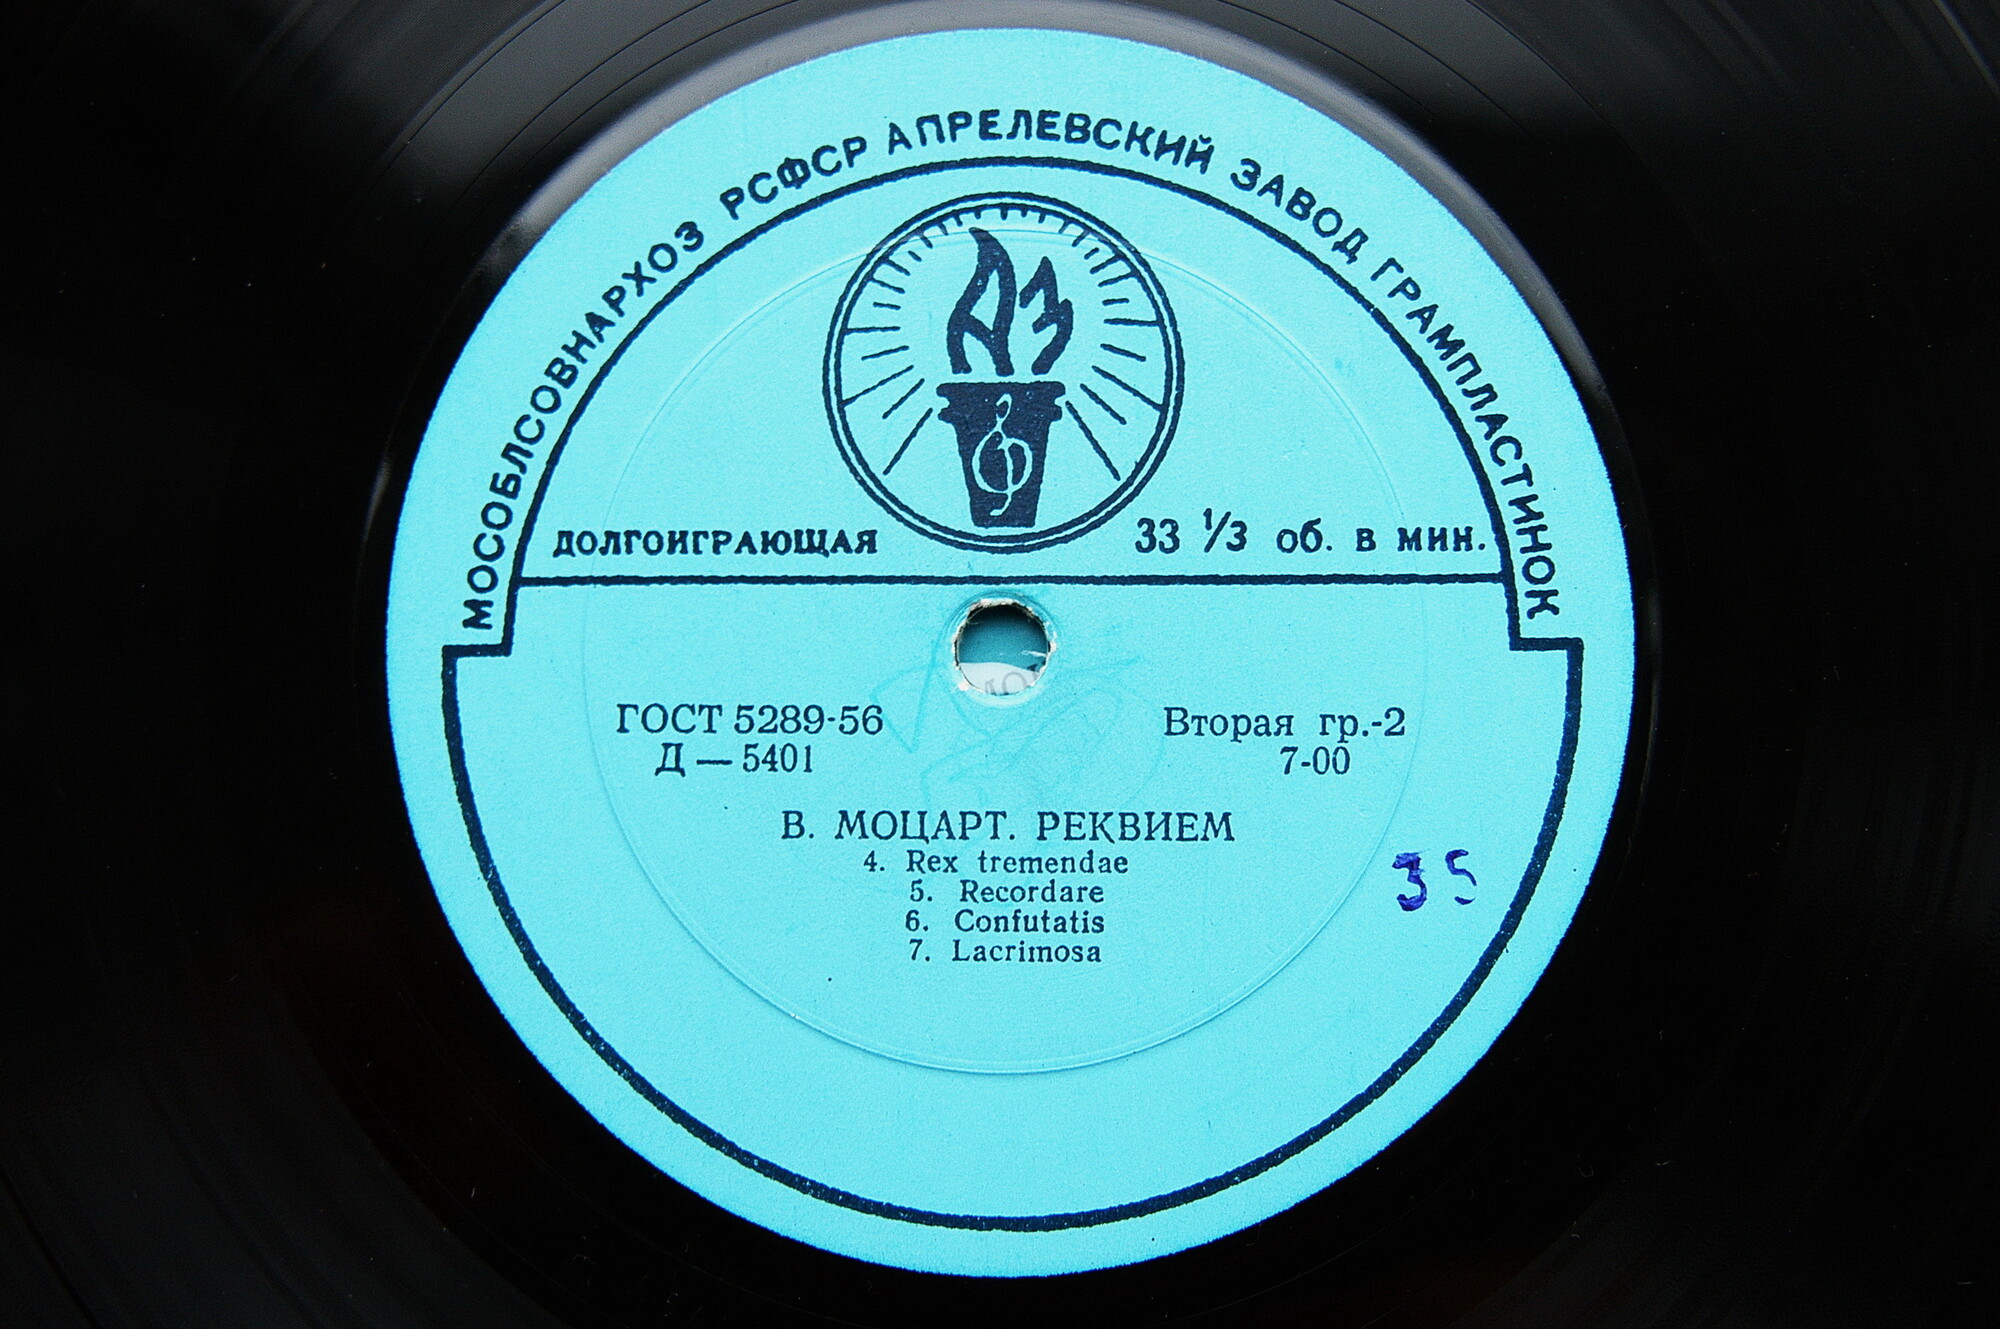 МОСОБЛСОВНАРХОЗ РСФСР АПРЕЛЕВСКИЙ ЗАВОД ГРАМПЛАСТИНОК
АЗ
ДОЛГОИГРАЮЩАЯ 33 1/3 об. в мин.
ГОСТ 5289-56 Вторая гр.-2
Д — 5401 7-00
В. МОЦАРТ. РЕКВИЕМ
4. Rex tremendae
5. Recordare
6. Confutatis
7. Lacrimosa
35